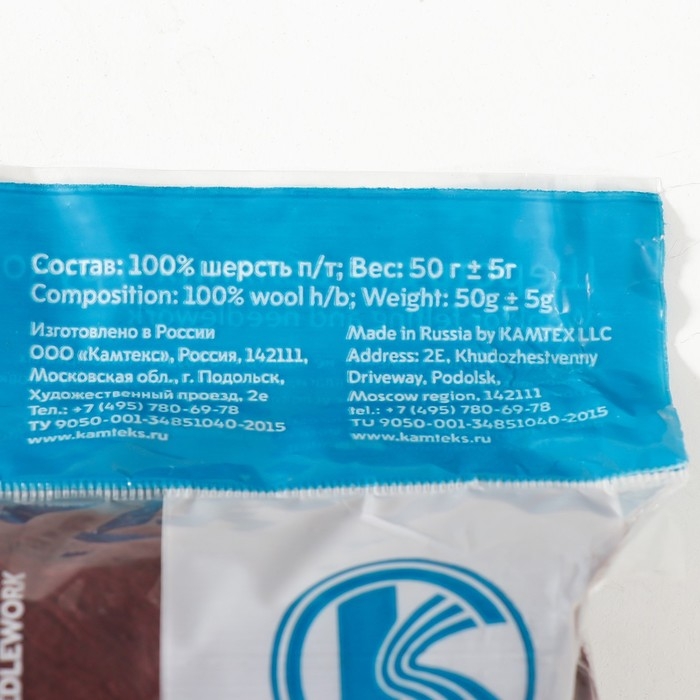 Состав: 100% шерсть п/т; Вес: 50 г ± 5г
Composition: 100% wool h/b; Weight: 50g ± 5g
Изготовлено в России
ООО «Камтекс», Россия, 142111,
Московская обл., г. Подольск,
Художественный проезд, 2е
Тел.: +7 (495) 780-69-78
ТУ 9050-001-34851040-2015
www.kamteks.ru
Made in Russia by KAMTEX LLC
Address: 2E, Khudozhestvenny
Driveway, Podolsk,
Moscow region, 142111
tel.: +7 (495) 780-69-78
TU 9050-001-34851040-2015
www.kamteks.ru